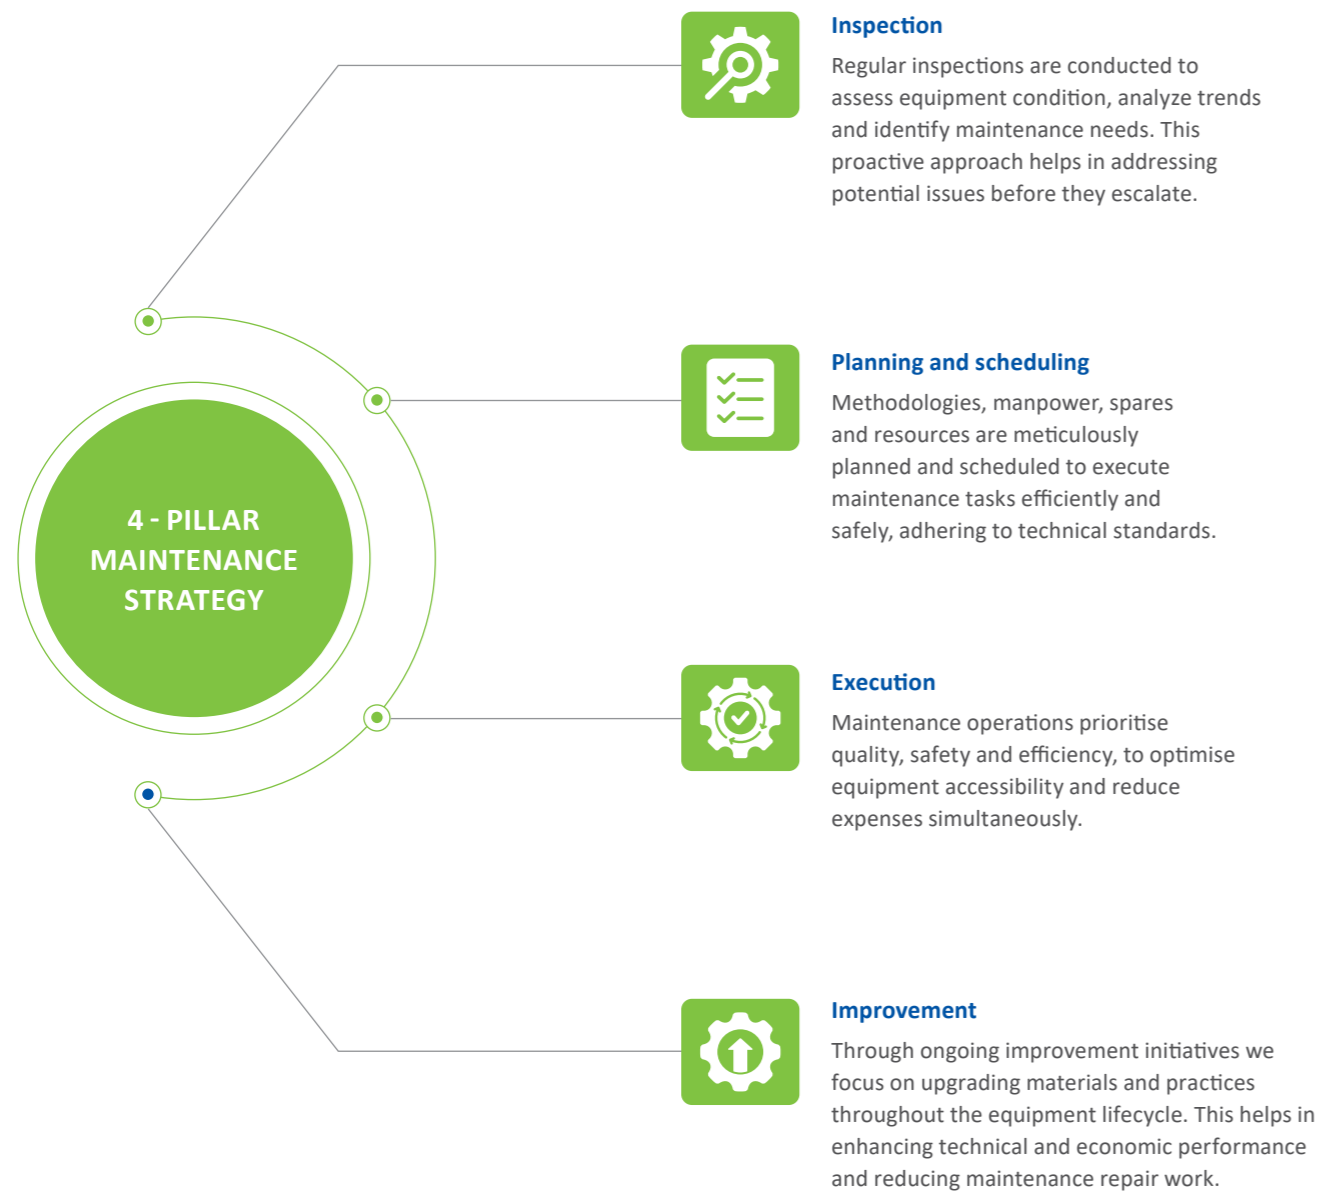 Inspection
Regular inspections are conducted to
assess equipment condition, analyze trends
and identify maintenance needs. This
proactive approach helps in addressing
potential issues before they escalate.
Planning and scheduling
Methodologies, manpower, spares
and resources are meticulously
planned and scheduled to execute
maintenance tasks efficiently and
safely, adhering to technical standards.
4 - PILLAR
MAINTENANCE
STRATEGY
Execution
Maintenance operations prioritise
quality, safety and efficiency, to optimise
equipment accessibility and reduce
expenses simultaneously.
Improvement
Through ongoing improvement initiatives we
focus on upgrading materials and practices
throughout the equipment lifecycle. This helps in
enhancing technical and economic performance
and reducing maintenance repair work.